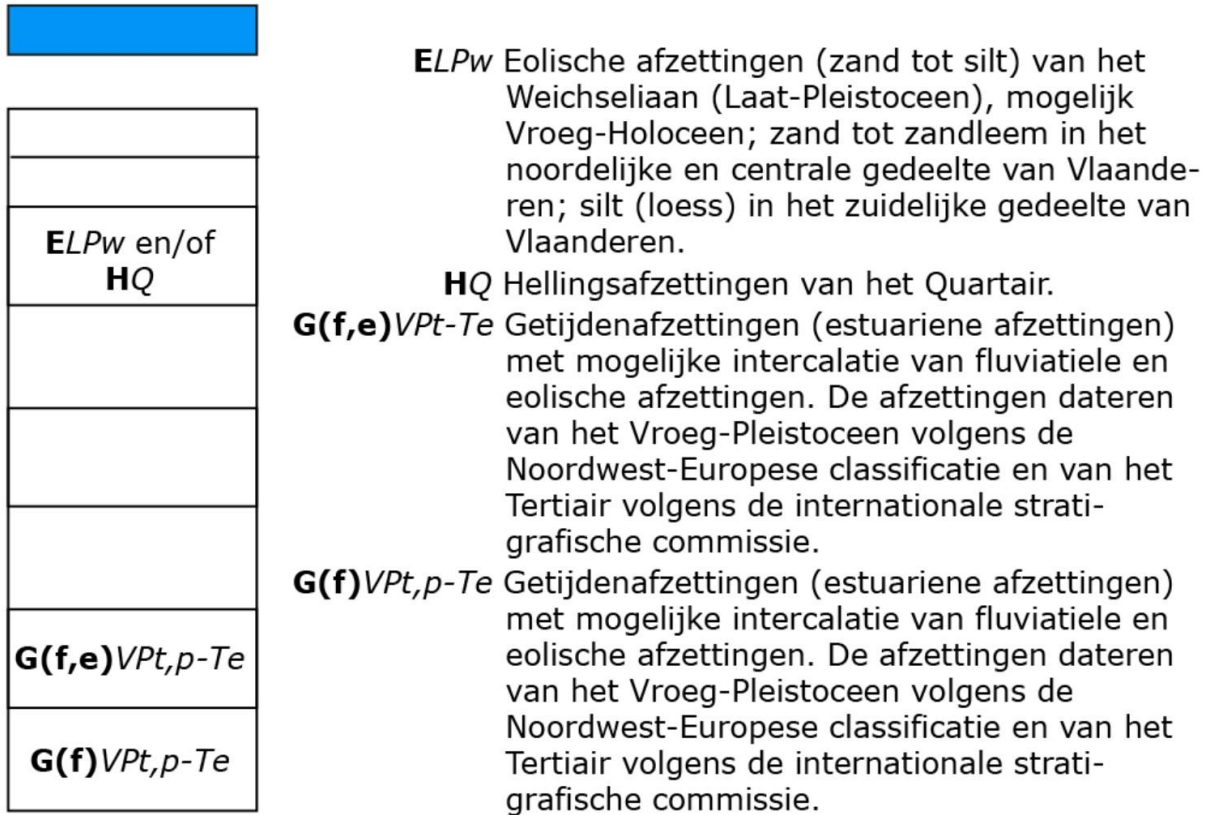 ELPw en/of
HQ
G(f,e)VPt,p-Te
G(f)VPt,p-Te
ELPw Eolische afzettingen (zand tot silt) van het
Weichseliaan (Laat-Pleistoceen), mogelijk
Vroeg-Holoceen; zand tot zandleem in het
noordelijke en centrale gedeelte van Vlaande-
ren; silt (loess) in het zuidelijke gedeelte van
Vlaanderen.
HQ Hellingsafzettingen van het Quartair.
G(f,e)VPt-Te Getijdenafzettingen (estuariene afzettingen)
met mogelijke intercalatie van fluviatiele en
eolische afzettingen. De afzettingen dateren
van het Vroeg-Pleistoceen volgens de
Noordwest-Europese classificatie en van het
Tertiair volgens de internationale strati-
grafische commissie.
G(f)VPt,p-Te Getijdenafzettingen (estuariene afzettingen)
met mogelijke intercalatie van fluviatiele en
eolische afzettingen. De afzettingen dateren
van het Vroeg-Pleistoceen volgens de
Noordwest-Europese classificatie en van het
Tertiair volgens de internationale strati-
grafische commissie.